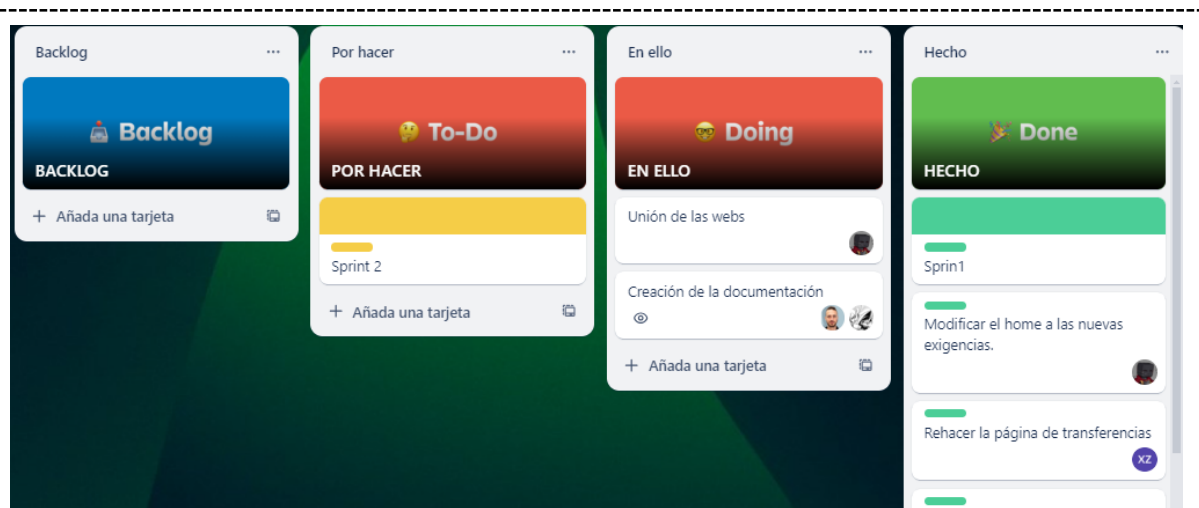 Backlog
Backlog
BACKLOG
+ Añada una tarjeta
Por hacer
To-Do
POR HACER
Sprint 2
+ Añada una tarjeta
En ello
Doing
EN ELLO
Unión de las webs
Creación de la documentación
+ Añada una tarjeta
Hecho
Done
HECHO
Sprin1
Modificar el home a las nuevas
exigencias.
Rehacer la página de transferencias
XZ